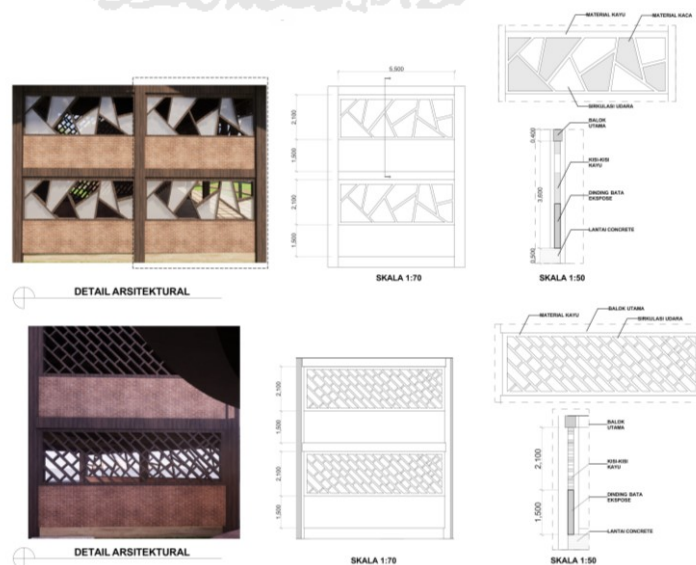 MATERIAL KAYU
MATERIAL KACA
SIRKULASI UDARA
5,500
2,100
1,500
2,100
1,500
BALOK
UTAMA
0,400
KISI-KISI
KAYU
3,600
DINDING BATA
EKSPOSE
LANTAI CONCRETE
0,500
SKALA 1:70
SKALA 1:50
DETAIL ARSITEKTURAL
MATERIAL KAYU
BALOK UTAMA
SIRKULASI UDARA
2,100
1,500
2,100
1,500
BALOK
UTAMA
2,100
KISI-KISI
KAYU
DINDING BATA
EKSPOSE
1,500
LANTAI CONCRETE
DETAIL ARSITEKTURAL
SKALA 1:70
SKALA 1:50